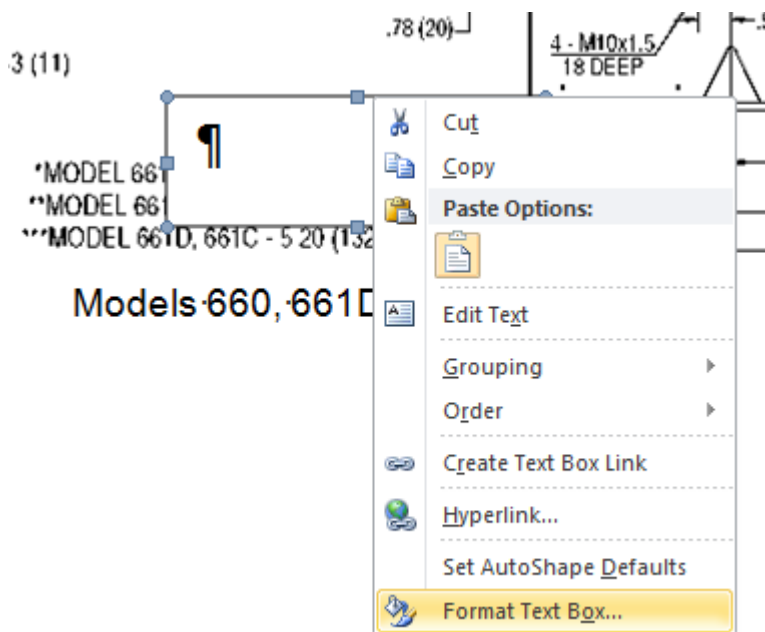 .78 (20)
4 - M10x1.5
18 DEEP
3 (11)
¶
*MODEL 661
**MODEL 661
***MODEL 661D, 661C - 5 20 (132
Models·660,·661D
Cut
Copy
Paste Options:
Edit Text
Grouping
Order
Create Text Box Link
Hyperlink...
Set AutoShape Defaults
Format Text Box...